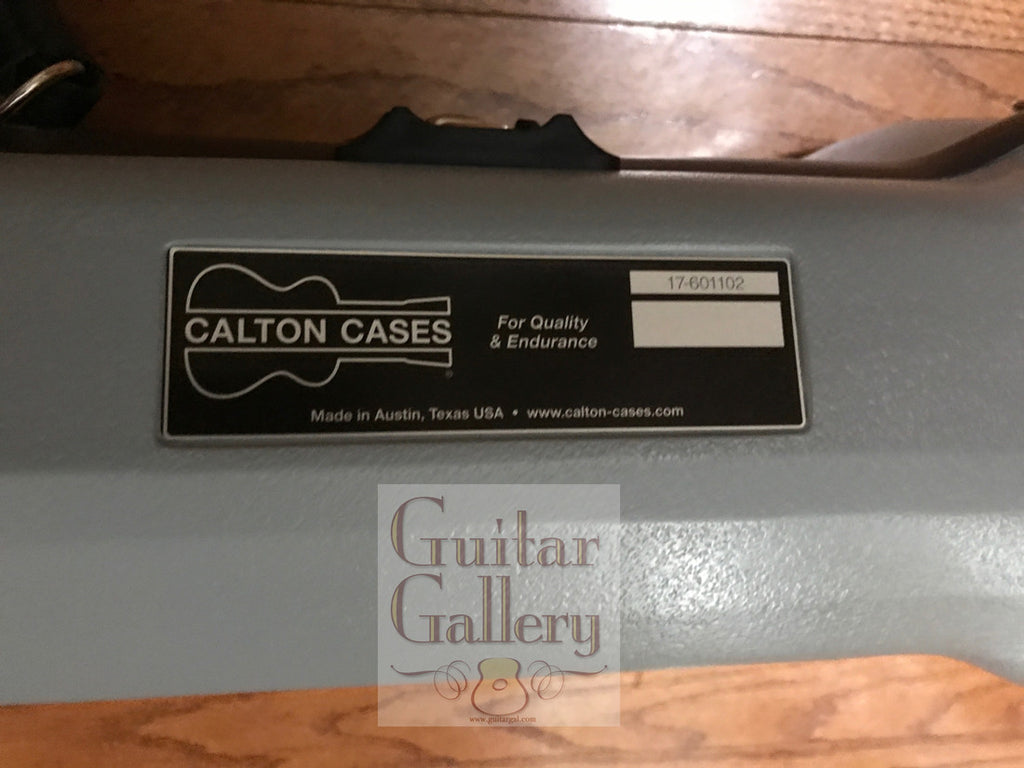 CALTON CASES
®
For Quality
& Endurance
17-601102
Made in Austin, Texas USA • www.calton-cases.com
Guitar
Gallery
www.guitargal.com